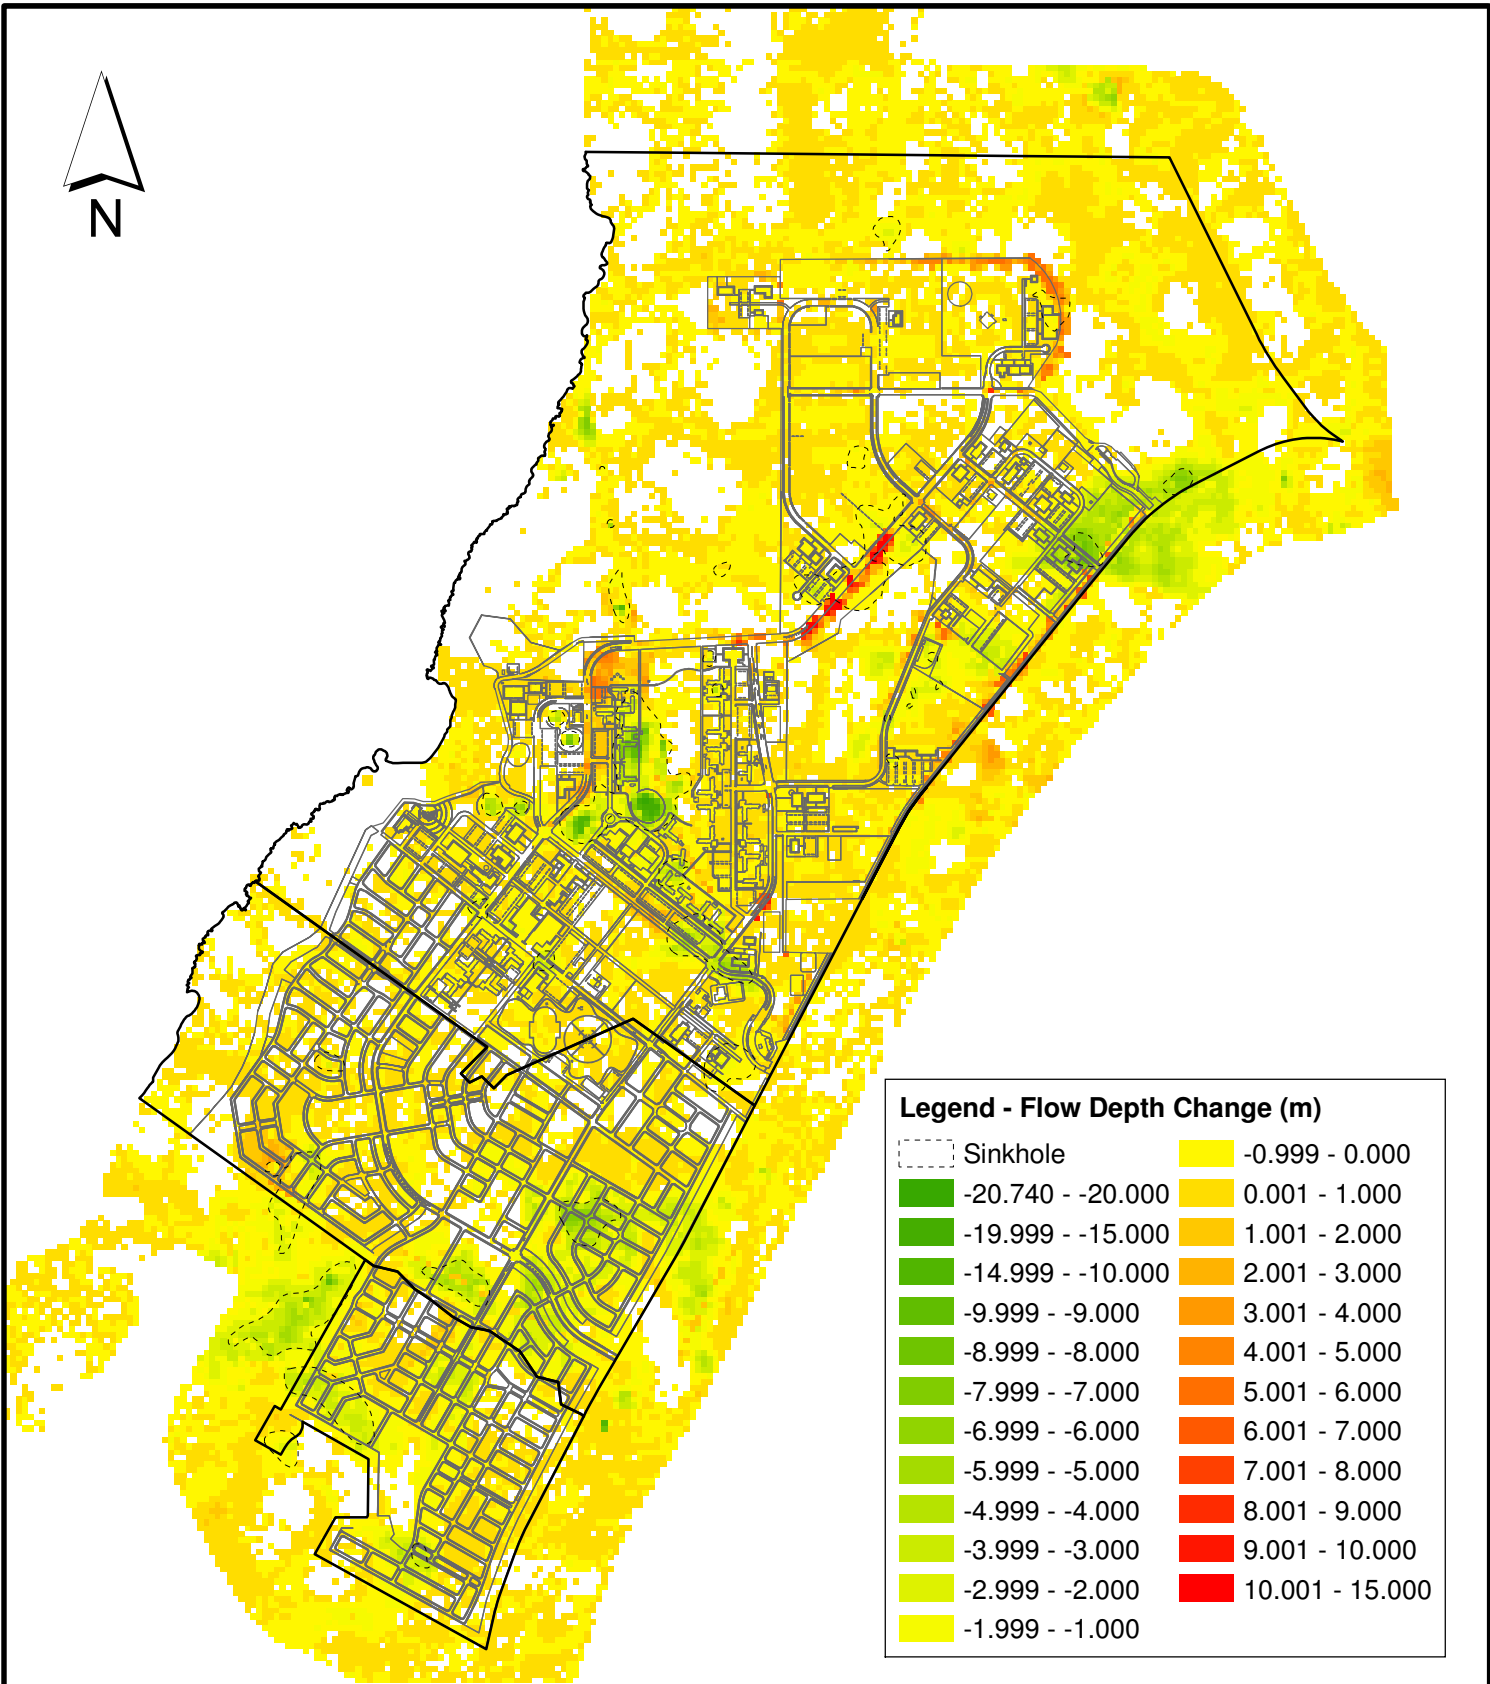 N
Legend - Flow Depth Change (m)
Sinkhole
-20.740 - -20.000
-19.999 - -15.000
-14.999 - -10.000
-9.999 - -9.000
-8.999 - -8.000
-7.999 - -7.000
-6.999 - -6.000
-5.999 - -5.000
-4.999 - -4.000
-3.999 - -3.000
-2.999 - -2.000
-1.999 - -1.000
-0.999 - 0.000
0.001 - 1.000
1.001 - 2.000
2.001 - 3.000
3.001 - 4.000
4.001 - 5.000
5.001 - 6.000
6.001 - 7.000
7.001 - 8.000
8.001 - 9.000
9.001 - 10.000
10.001 - 15.000